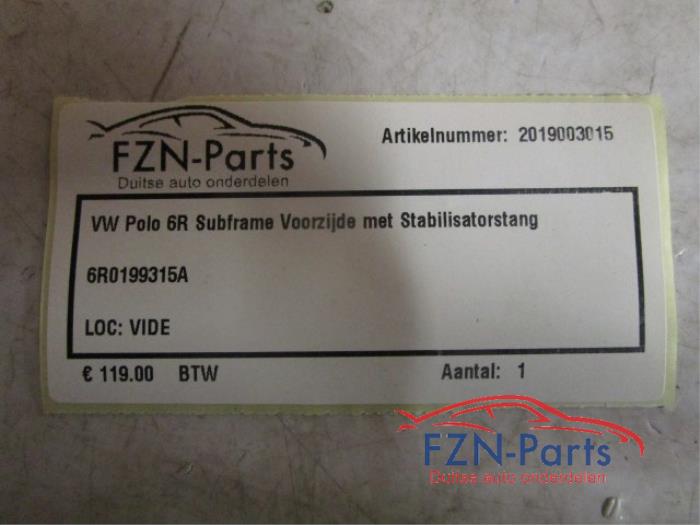 FZN-Parts
Duitse auto onderdelen
Artikelnummer: 2019003015
VW Polo 6R Subframe Voorzijde met Stabilisatorstang
6R0199315A
LOC: VIDE
€ 119.00 BTW
Aantal: 1
FZN-Parts
Duitse auto onderdelen